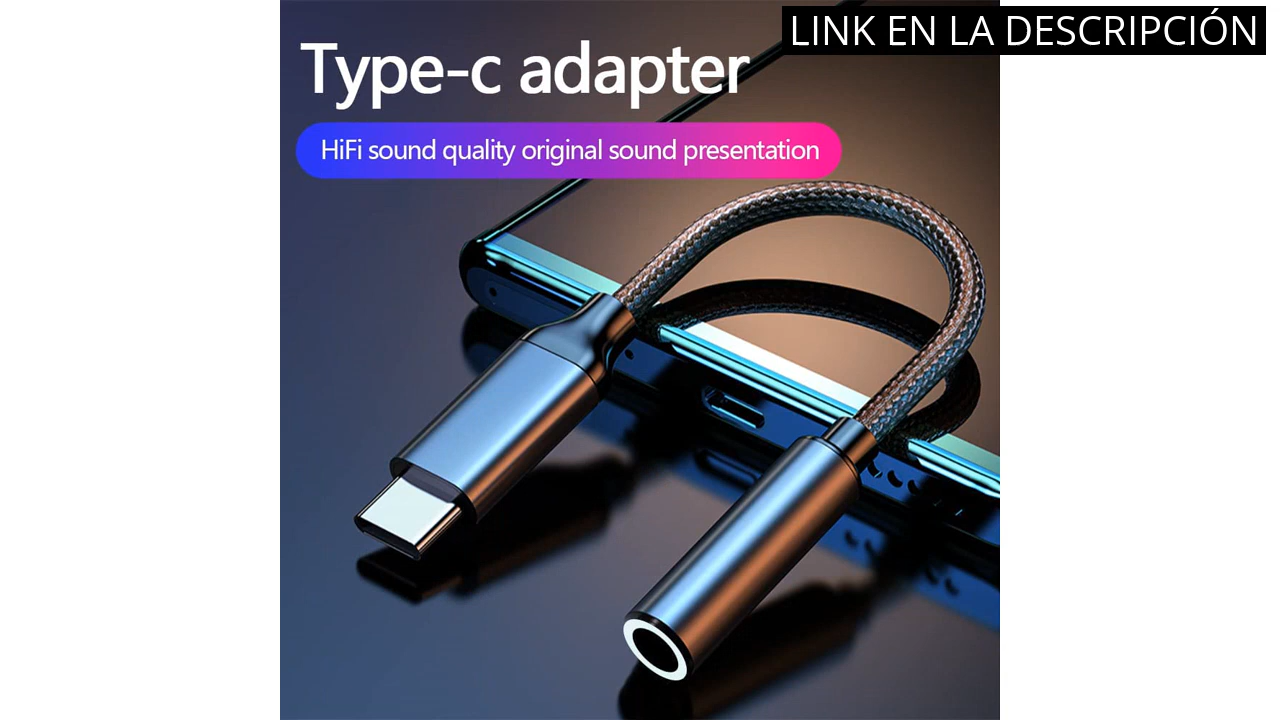 LINK EN LA DESCRIPCIÓN
Type-c adapter
HiFi sound quality original sound presentation